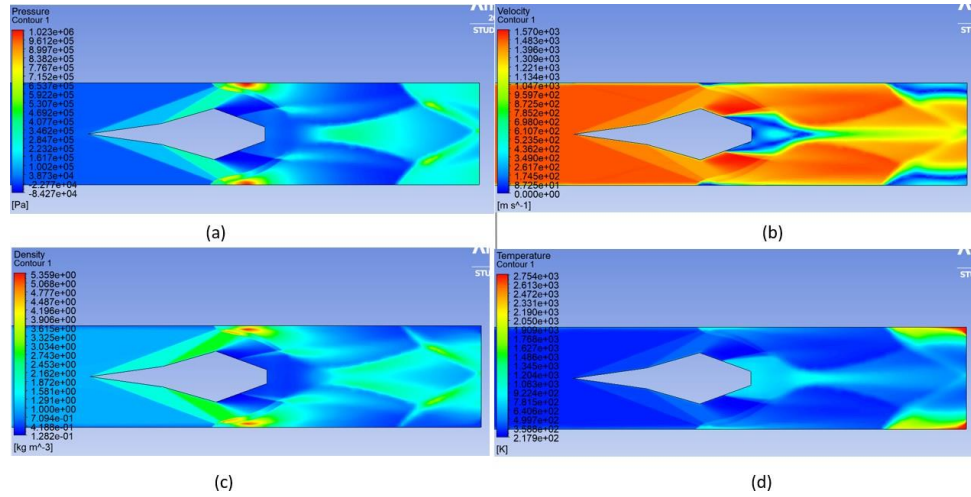 Pressure
Contour 1
1.023e+06
9.612e+05
8.997e+05
8.382e+05
7.767e+05
7.152e+05
6.537e+05
5.922e+05
5.307e+05
4.692e+05
4.077e+05
3.462e+05
2.847e+05
2.232e+05
1.617e+05
1.002e+05
3.873e+04
-2.277e+04
-8.427e+04
[Pa]
STUD
(a)
Velocity
Contour 1
1.570e+03
1.483e+03
1.396e+03
1.309e+03
1.221e+03
1.134e+03
1.047e+03
9.597e+02
8.725e+02
7.852e+02
6.980e+02
6.107e+02
5.235e+02
4.362e+02
3.490e+02
2.617e+02
1.745e+02
8.725e+01
0.000e+00
[m s^-1]
STU
(b)
Density
Contour 1
5.359e+00
5.068e+00
4.777e+00
4.487e+00
4.196e+00
3.906e+00
3.615e+00
3.325e+00
3.034e+00
2.743e+00
2.453e+00
2.162e+00
1.872e+00
1.581e+00
1.291e+00
1.000e+00
7.094e-01
4.188e-01
1.282e-01
[kg m^-3]
STUD
(c)
Temperature
Contour 1
2.754e+03
2.613e+03
2.472e+03
2.331e+03
2.190e+03
2.050e+03
1.909e+03
1.768e+03
1.627e+03
1.486e+03
1.345e+03
1.204e+03
1.063e+03
9.224e+02
7.815e+02
6.406e+02
4.997e+02
3.588e+02
2.179e+02
[K]
STU
(d)